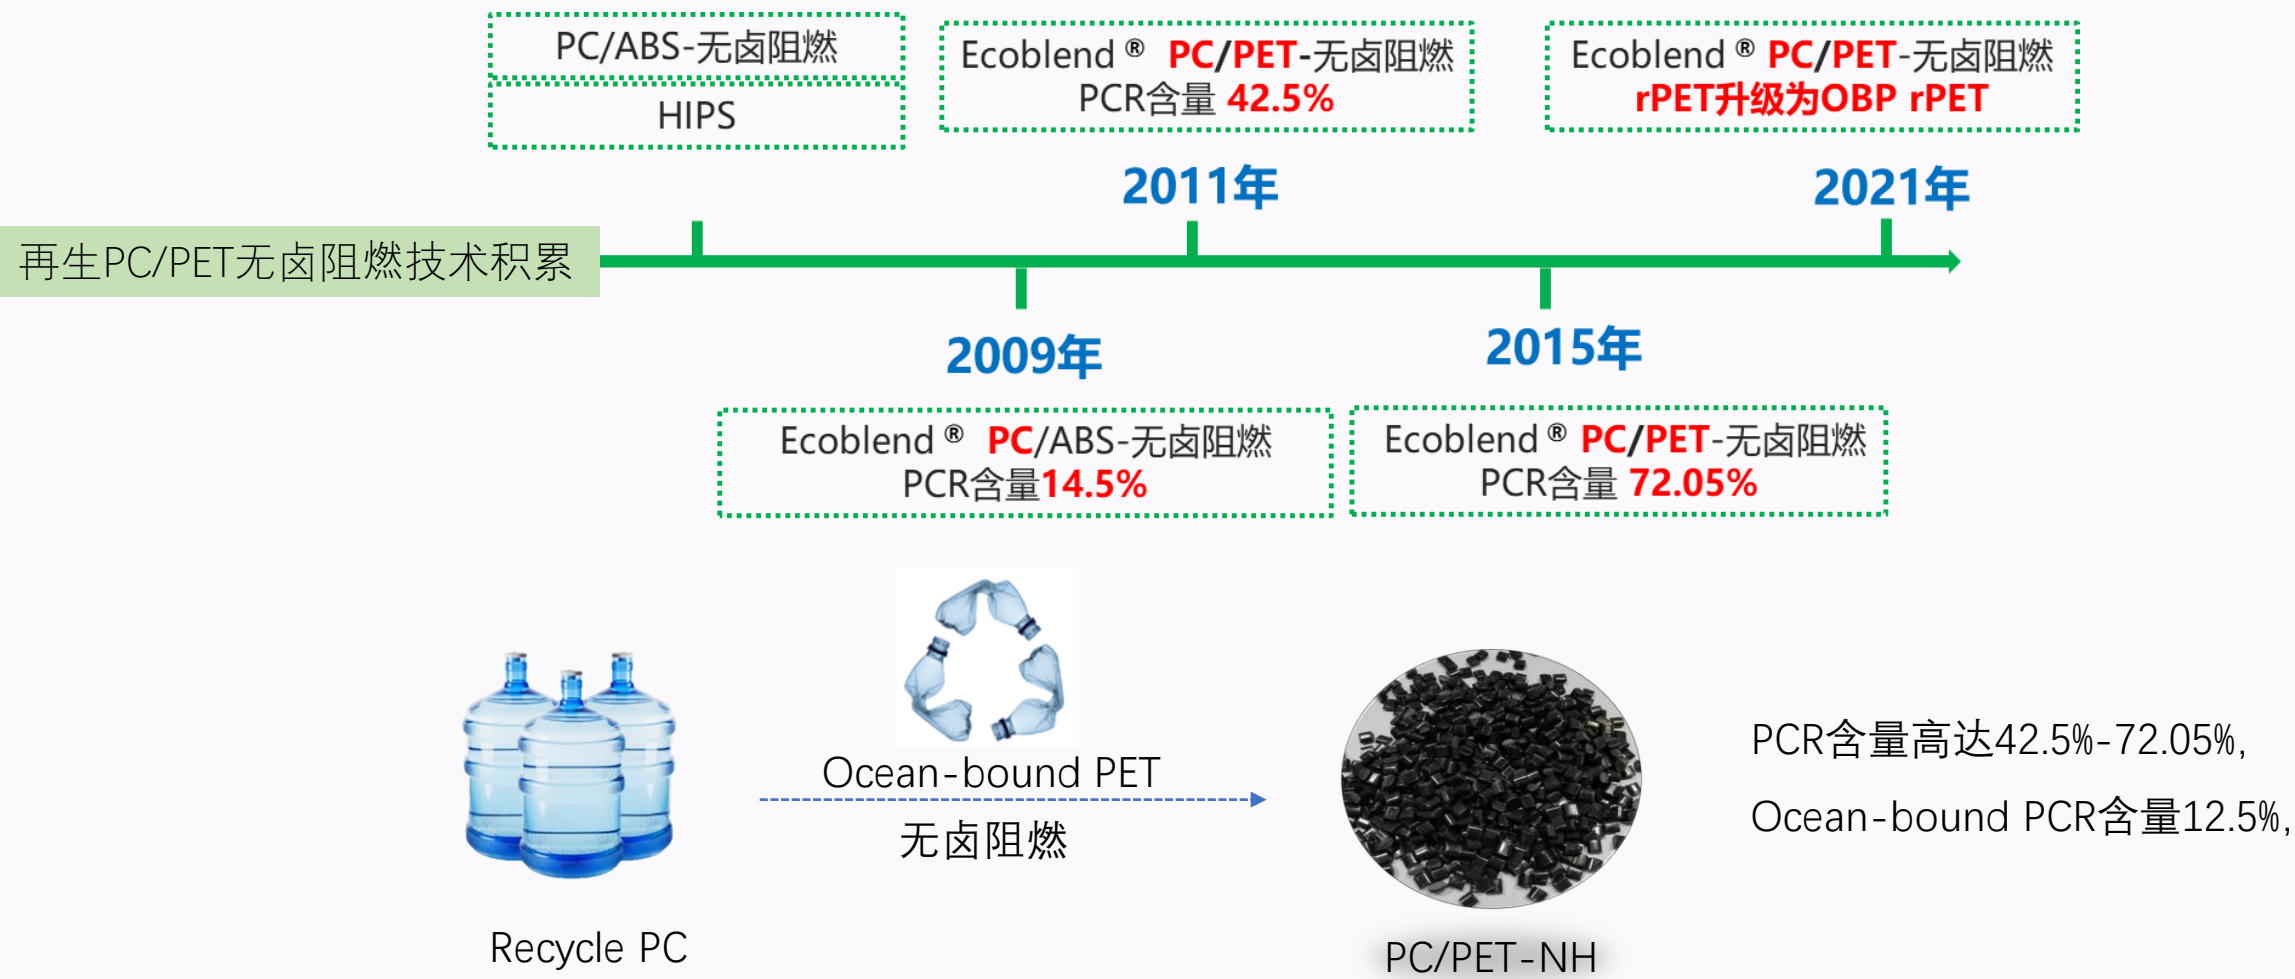 PC/ABS-无卤阻燃
HIPS
Ecoblend ® PC/PET-无卤阻燃
PCR含量 42.5%
Ecoblend ® PC/PET-无卤阻燃
rPET升级为OBP rPET
2011年
2021年
再生PC/PET无卤阻燃技术积累
2009年
2015年
Ecoblend ® PC/ABS-无卤阻燃
PCR含量14.5%
Ecoblend ® PC/PET-无卤阻燃
PCR含量 72.05%
Ocean-bound PET
无卤阻燃
Recycle PC
PC/PET-NH
PCR含量高达42.5%-72.05%,
Ocean-bound PCR含量12.5%,